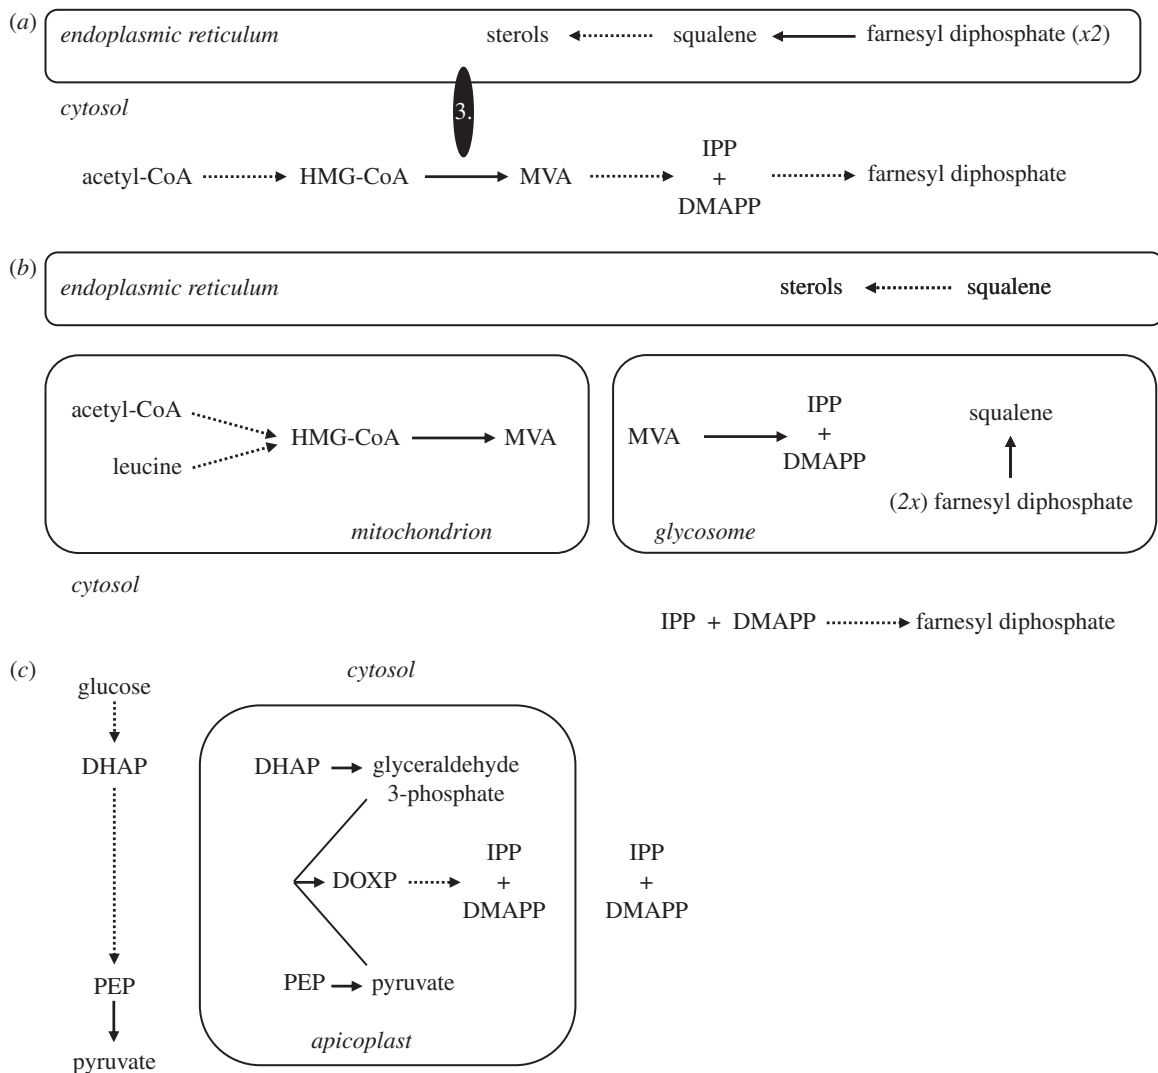 (a)
endoplasmic reticulum
sterols
squalene
farnesyl diphosphate (x2)
cytosol
3.
acetyl-CoA
HMG-CoA
MVA
IPP
+
DMAPP
farnesyl diphosphate
(b)
endoplasmic reticulum
sterols
squalene
acetyl-CoA
leucine
HMG-CoA
MVA
mitochondrion
MVA
IPP
+
DMAPP
squalene
(2x) farnesyl diphosphate
glycosome
cytosol
IPP + DMAPP
farnesyl diphosphate
(c)
cytosol
glucose
DHAP
PEP
pyruvate
DHAP
glyceraldehyde
3-phosphate
DOXP
IPP
+
DMAPP
IPP
+
DMAPP
PEP
pyruvate
apicoplast